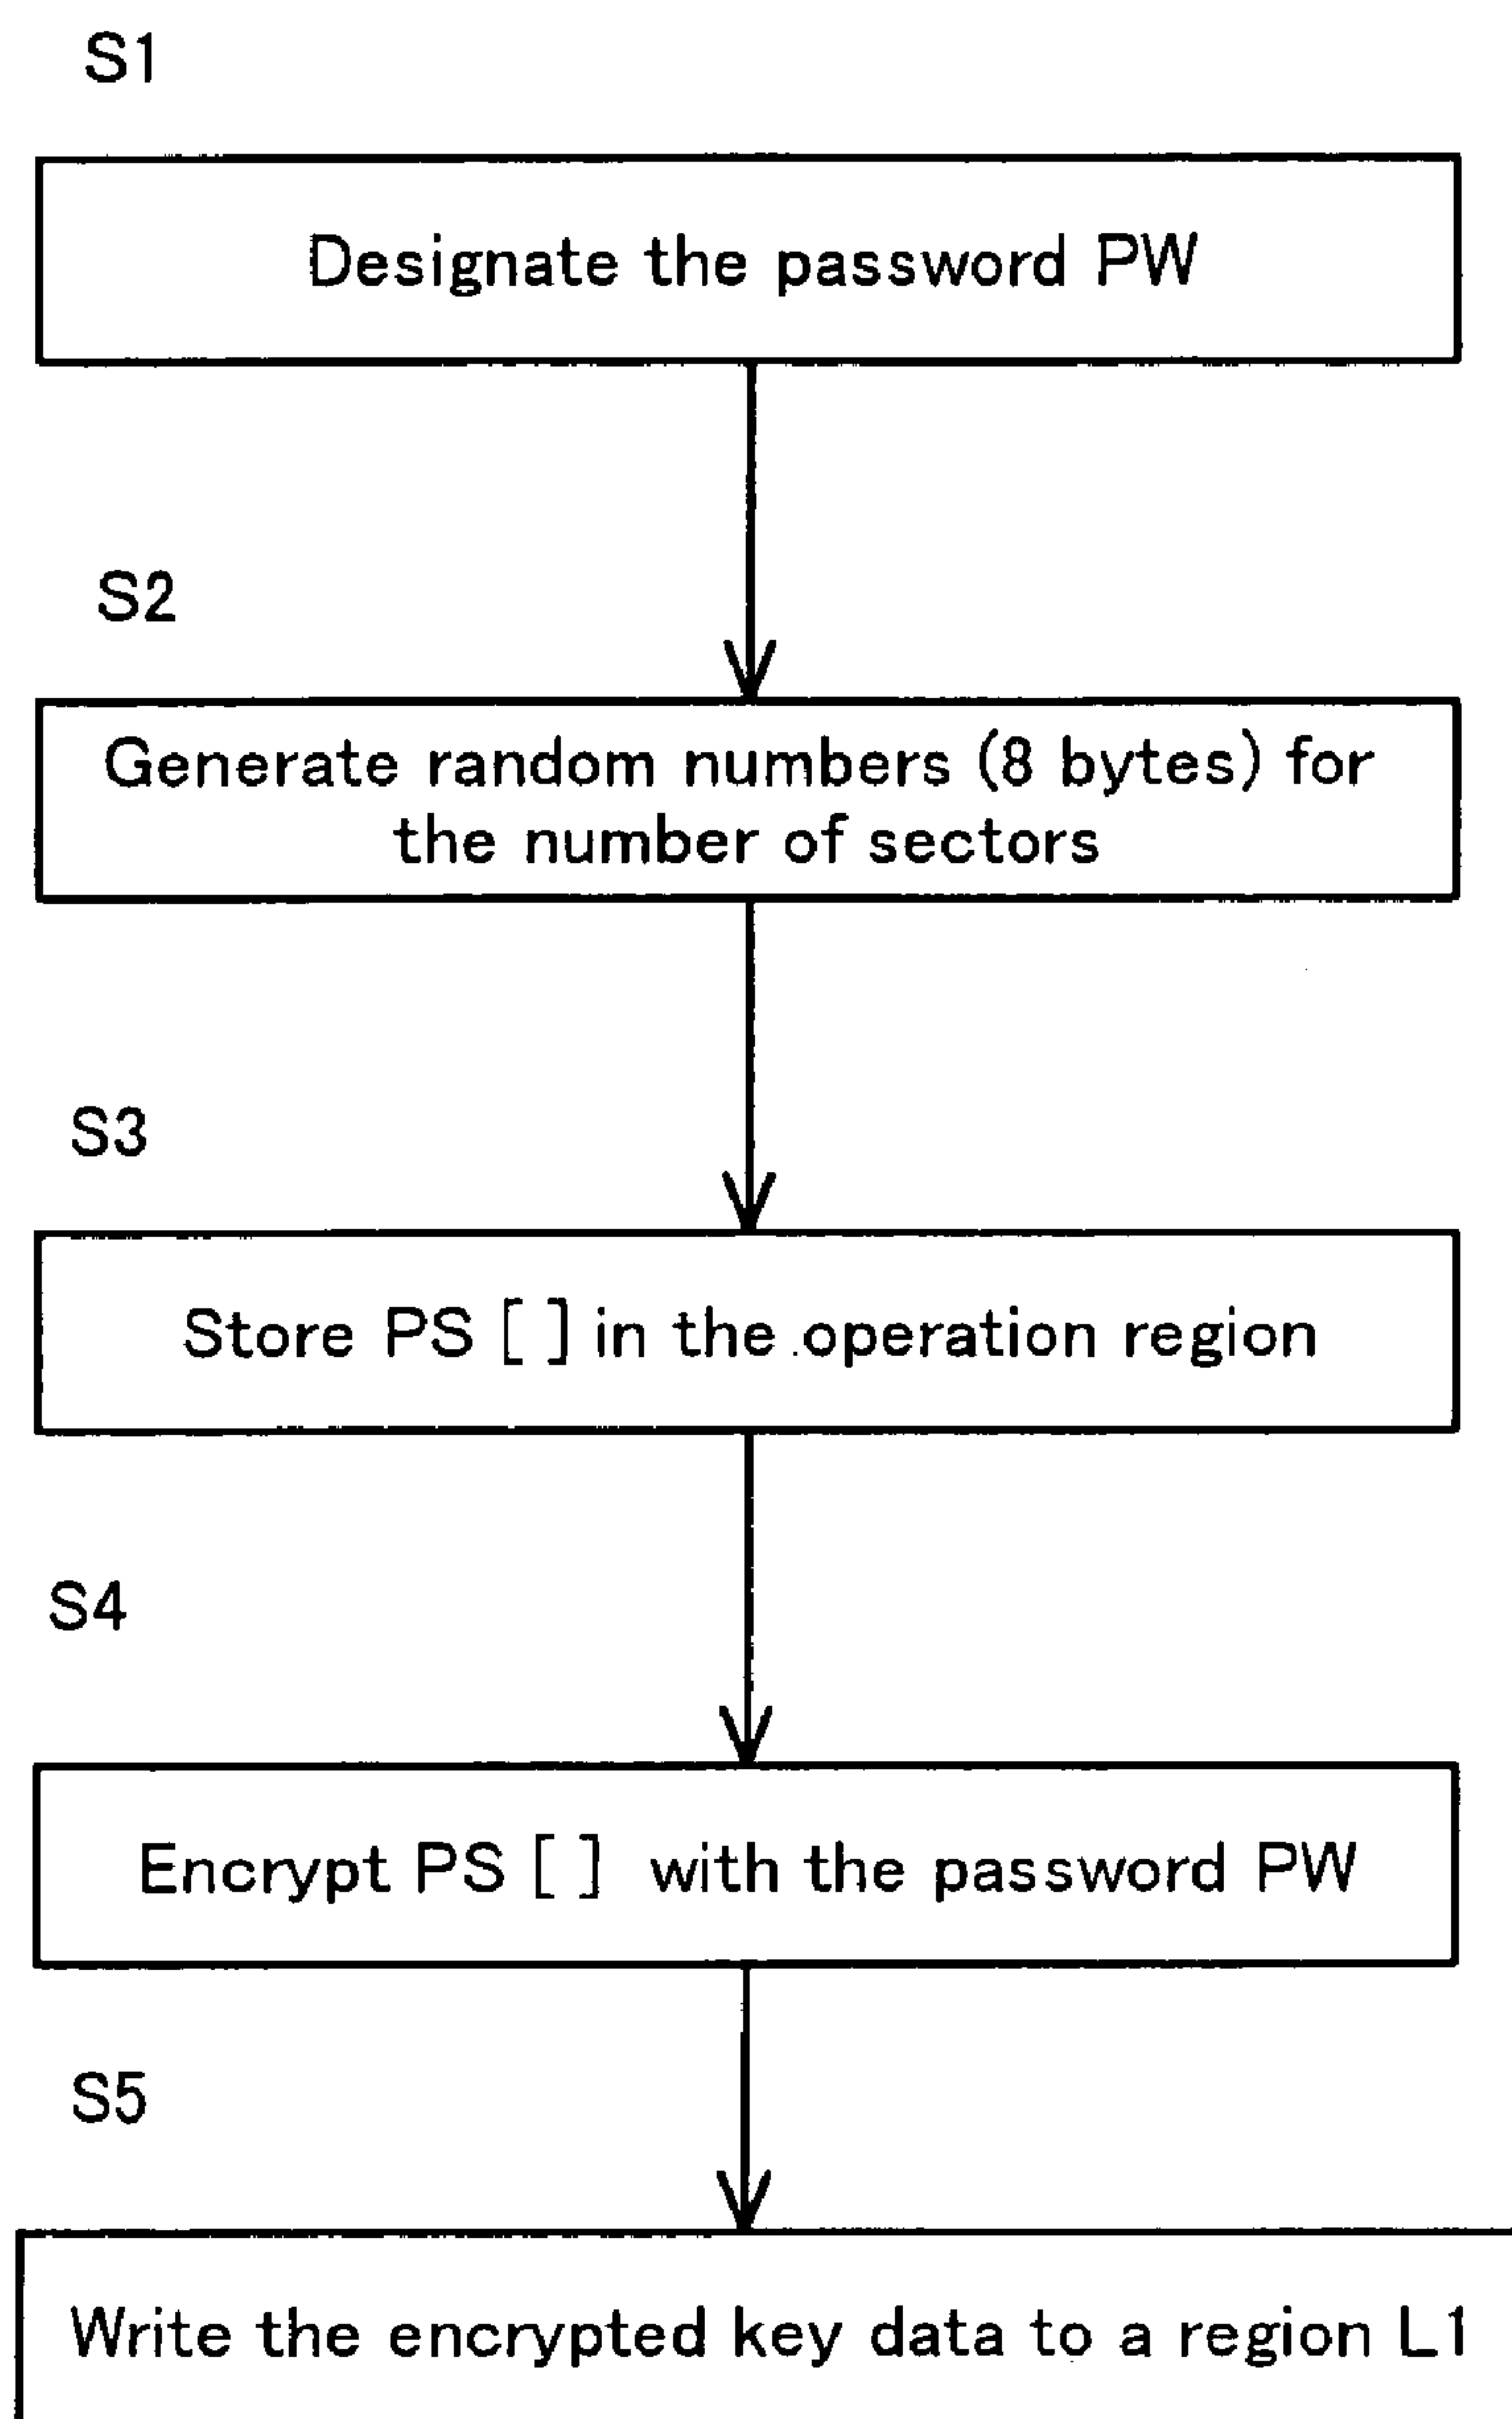 S1
Designate the password PW
S2
Generate random numbers (8 bytes) for
the number of sectors
S3
Store PS [ ] in the operation region
S4
Encrypt PS [ ] with the password PW
S5
Write the encrypted key data to a region L1